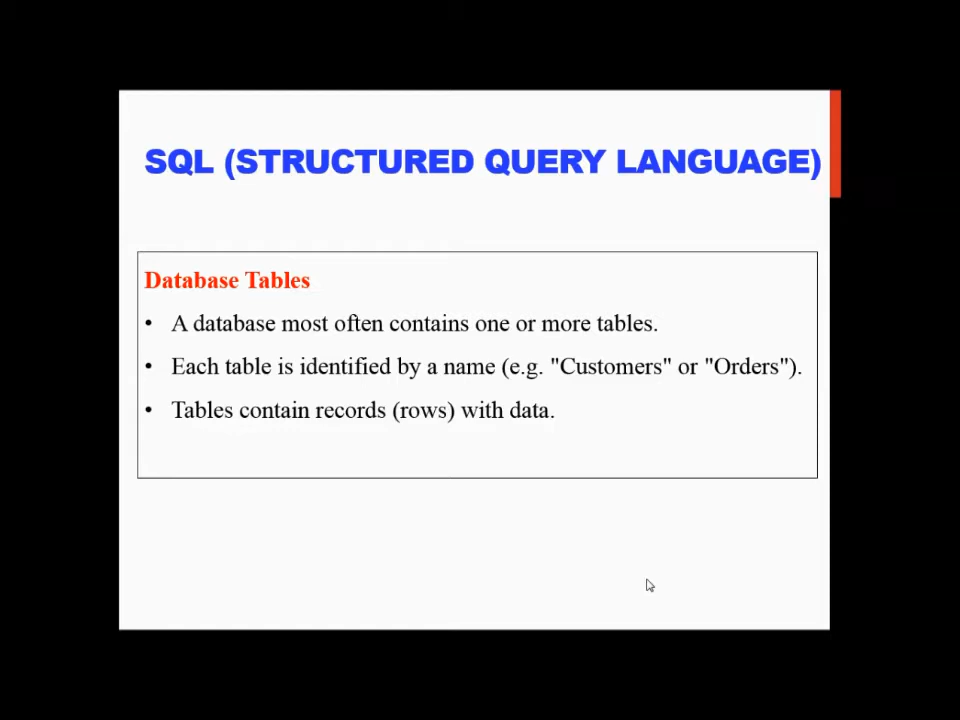 SQL (STRUCTURED QUERY LANGUAGE)
Database Tables
• A database most often contains one or more tables.
• Each table is identified by a name (e.g. "Customers" or "Orders").
• Tables contain records (rows) with data.